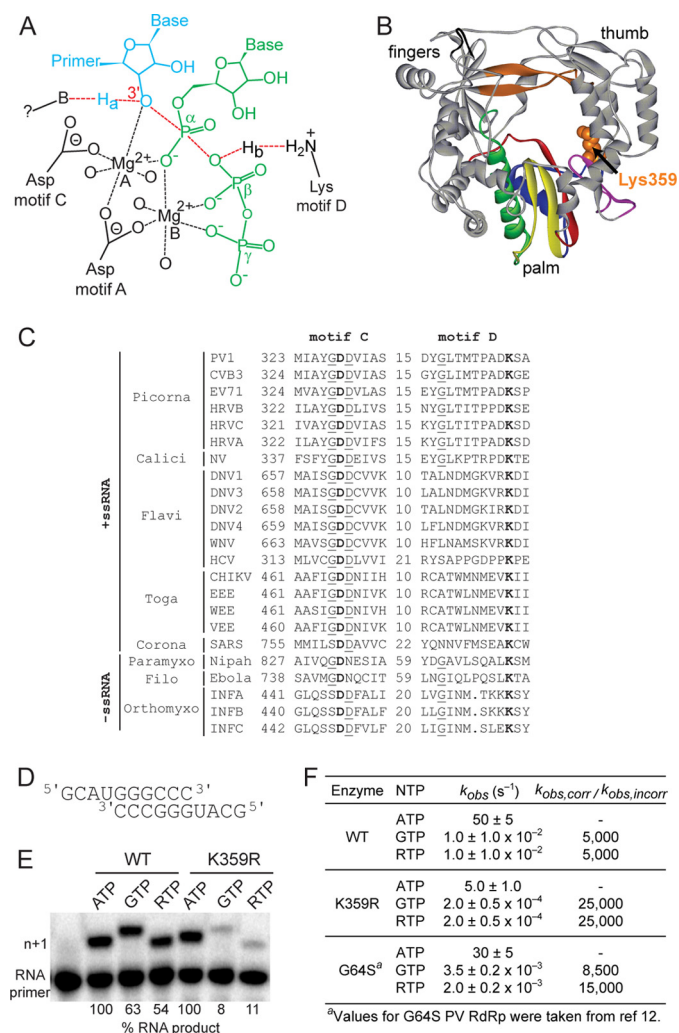 A
Base
Primer
OH
Base
B
?
Ha
3'
O
O
P
O
α
OH
OH
Hb
H2N+
Lys
motif D
Asp
motif C
Mg2+
A
O-
P
β
O
O-
Mg2+
B
O-
P
γ
O
O-
Asp
motif A
B
fingers
thumb
Lys359
palm
C
motif C motif D
+ssRNA
-ssRNA
Picorna
PV1 323 MIAYGDDVIAS 15 DYGLTMTPADKSA
CVB3 324 MIAYGDDVIAS 15 DYGLTMTPADKGE
EV71 324 MVAYGDDVLAS 15 EYGLTMTPADKSP
HRVB 322 ILAYGDDLIVS 15 NYGLTITPPDKSE
HRVC 321 IVAYGDDVIAS 15 KYGLTITPADKSD
HRVA 322 ILAYGDDVIFS 15 EYGLTITPADKSD
Calici NV 337 FSFYGDDEIVS 15 EYGLKPTRPDKTE
Flavi
DNV1 657 MAISGDDCVVK 10 TALNDMGKVRKDI
DNV3 658 MAISGDDCVVK 10 LALNDMGKVRKDI
DNV2 658 MAISGDDCVVK 10 TALNDMGKIRKDI
DNV4 659 MAISGDDCVVK 10 HFLNDMGKVRKDI
WNV 663 MAVSGDDCVVK 10 LFLNAMSKVRKDI
HCV 313 MLVCGDDLVVI 21 RYSAPPGDPPKPE
Toga
CHIKV 461 AAFIGDDNIIH 10 RCATWMNMEVKII
EEE 461 AAFIGDDNIVK 10 RCATWLNMEVKII
WEE 461 AASIGDDNIVK 10 RCATWLNMEVKII
VEE 460 AAFIGDDNIVK 10 RCATWLNMEVKII
Corona SARS 755 MMILSDDAVVC 22 YQNNVFMSEAKCW
Paramyxo Nipah 827 AIVQGDNESIA 59 YDGAVLSQALKSM
Filo Ebola 738 SAVMGDNQCIT 59 LNGIQLPQSLKTA
Orthomyxo
INFA 441 GLQSSDDFALI 20 LVGINM.TKKKSY
INFB 440 GLQSSDDFALF 20 LLGINM.SKKKSY
INFC 442 GLQSSDDFVLF 20 LIGINM.SLEKSY
D
5'GCAUGGGCCC3'
3'CCCGGGUACG5'
E
WT K359R
ATP GTP RTP ATP GTP RTP
n+1
RNA
primer
100 63 54 100 8 11
% RNA product
F
Enzyme NTP kobs (s–1) kobs,corr / kobs,incorr
ATP 50 ± 5 -
WT GTP 1.0 ± 1.0 x 10–2 5,000
RTP 1.0 ± 1.0 x 10–2 5,000
ATP 5.0 ± 1.0 -
K359R GTP 2.0 ± 0.5 x 10–4 25,000
RTP 2.0 ± 0.5 x 10–4 25,000
ATP 30 ± 5 -
G64Sa GTP 3.5 ± 0.2 x 10–3 8,500
RTP 2.0 ± 0.2 x 10–3 15,000
aValues for G64S PV RdRp were taken from ref 12.